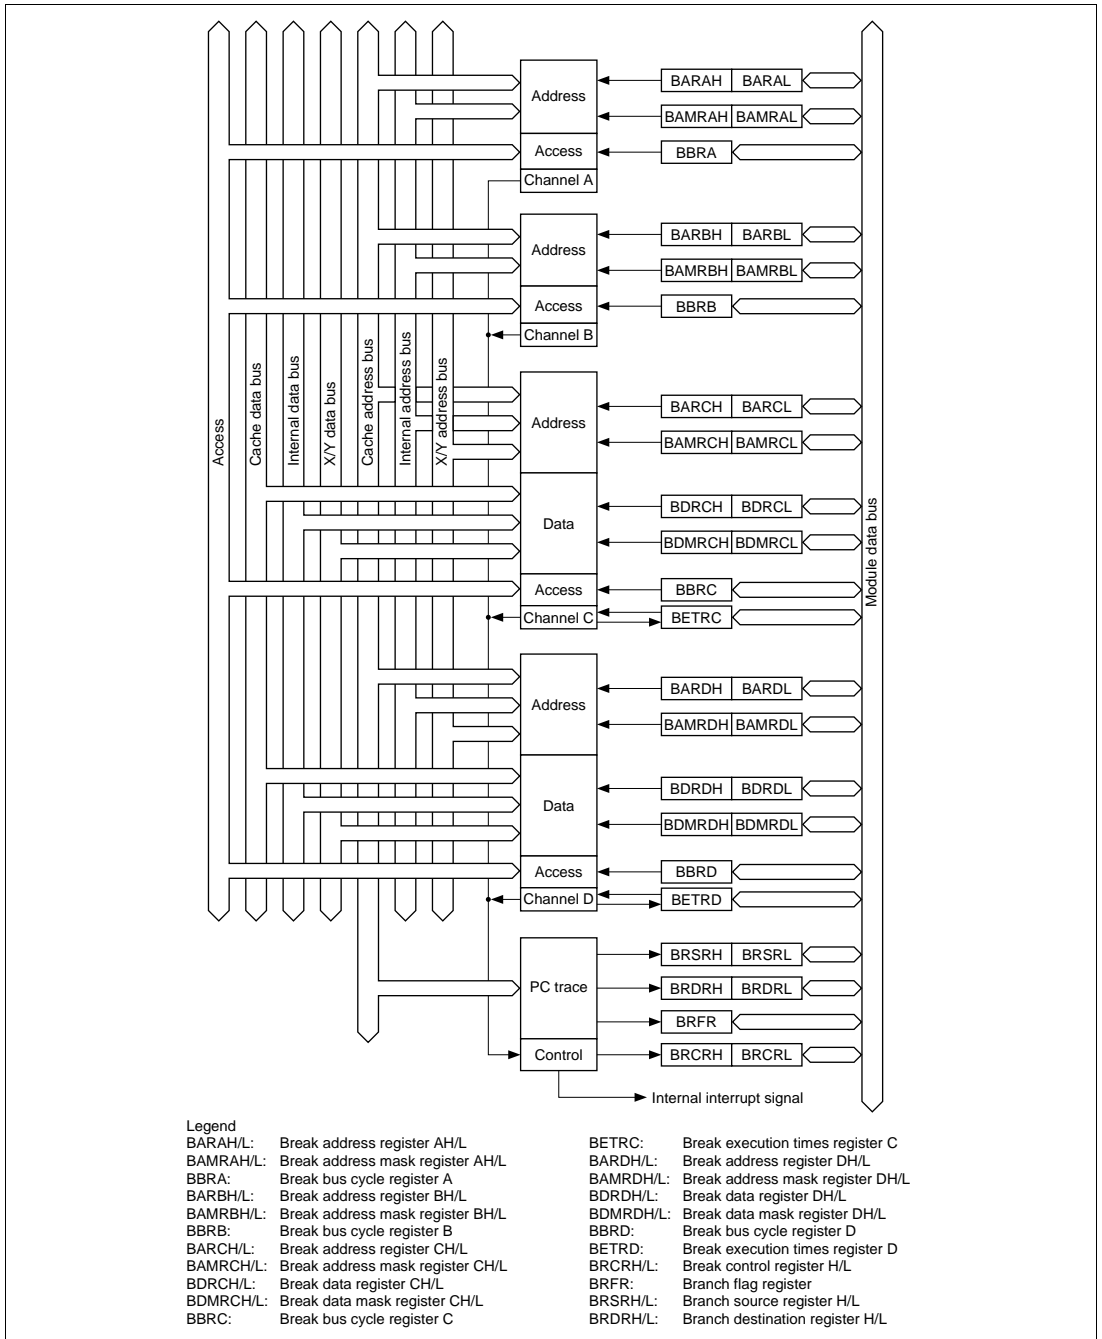 Address
BARAH BARAL
BAMRAH BAMRAL
Access
BBRA
Channel A
Address
BARBH BARBL
BAMRBH BAMRBL
Access
BBRB
Channel B
Access
Cache data bus
Internal data bus
X/Y data bus
Cache address bus
Internal address bus
X/Y address bus
Module data bus
Address
BARCH BARCL
BAMRCH BAMRCL
Data
BDRCH BDRCL
BDMRCH BDMRCL
Access
BBRC
Channel C
BETRC
Address
BARDH BARDL
BAMRDH BAMRDL
Data
BDRDH BDRDL
BDMRDH BDMRDL
Access
BBRD
Channel D
BETRD
PC trace
BRSRH BRSRL
BRDRH BRDRL
BRFR
Control
BRCRH BRCRL
Internal interrupt signal
Legend
BARAH/L: Break address register AH/L
BAMRAH/L: Break address mask register AH/L
BBRA: Break bus cycle register A
BARBH/L: Break address register BH/L
BAMRBH/L: Break address mask register BH/L
BBRB: Break bus cycle register B
BARCH/L: Break address register CH/L
BAMRCH/L: Break address mask register CH/L
BDRCH/L: Break data register CH/L
BDMRCH/L: Break data mask register CH/L
BBRC: Break bus cycle register C
BETRC: Break execution times register C
BARDH/L: Break address register DH/L
BAMRDH/L: Break address mask register DH/L
BDRDH/L: Break data register DH/L
BDMRDH/L: Break data mask register DH/L
BBRD: Break bus cycle register D
BETRD: Break execution times register D
BRCRH/L: Break control register H/L
BRFR: Branch flag register
BRSRH/L: Branch source register H/L
BRDRH/L: Branch destination register H/L